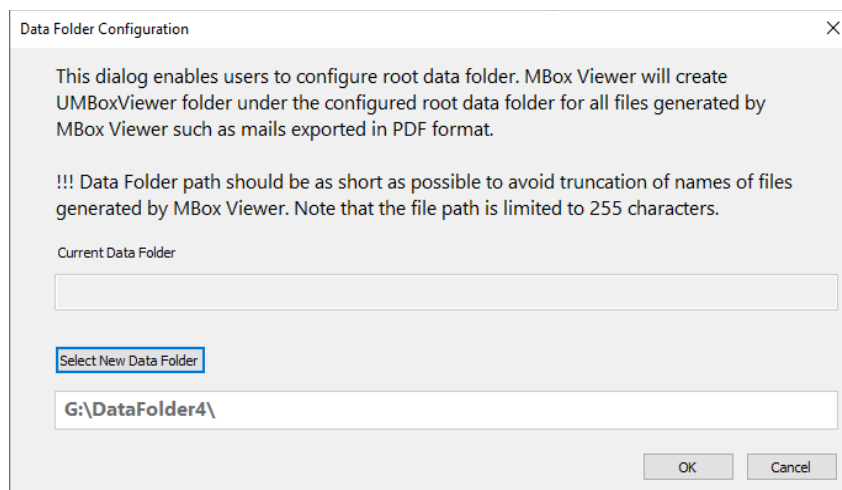 Data Folder Configuration
This dialog enables users to configure root data folder. MBox Viewer will create
UMBoxViewer folder under the configured root data folder for all files generated by
MBox Viewer such as mails exported in PDF format.
!!! Data Folder path should be as short as possible to avoid truncation of names of files
generated by MBox Viewer. Note that the file path is limited to 255 characters.
Current Data Folder
Select New Data Folder
G:\DataFolder4\
OK Cancel